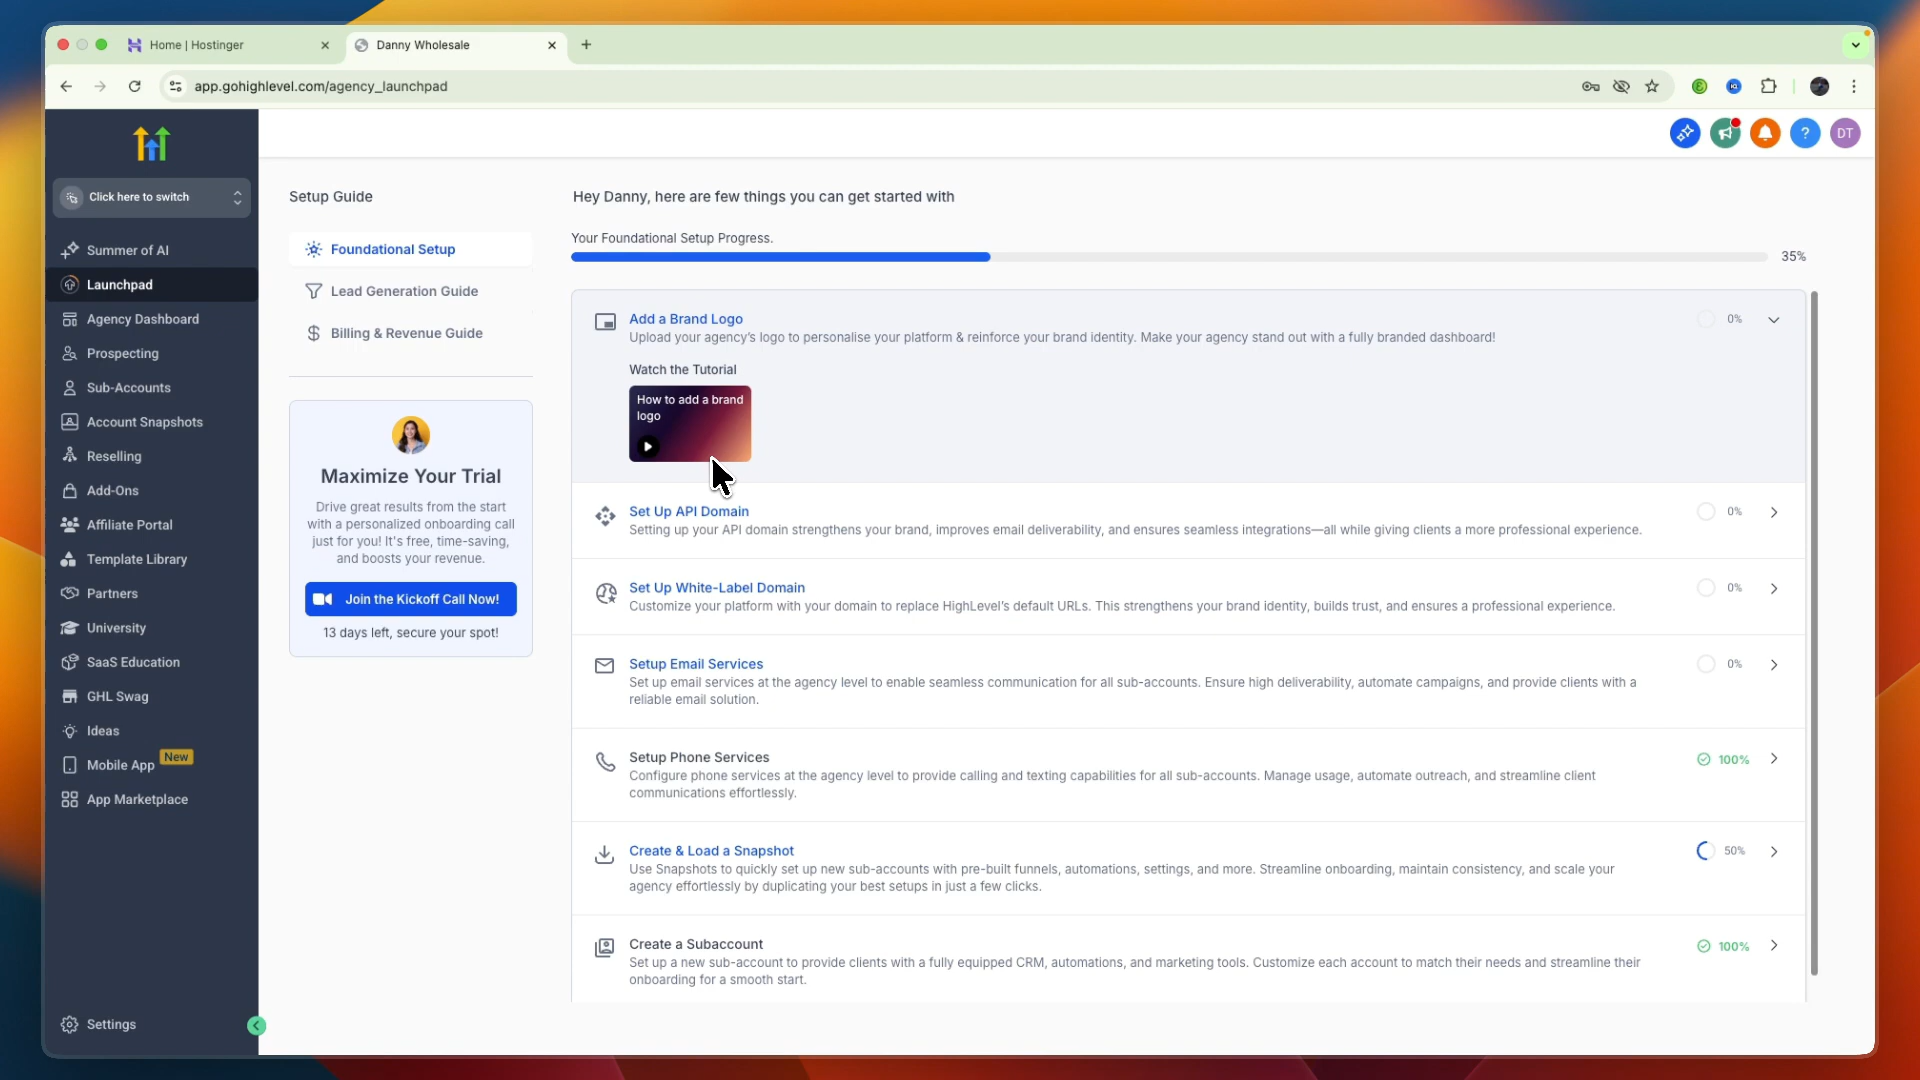 Home | Hostinger
Danny Wholesale
app.gohighlevel.com/agency_launchpad
DT
Click here to switch
Summer of AI
Launchpad
Agency Dashboard
Prospecting
Sub-Accounts
Account Snapshots
Reselling
Add-Ons
Affiliate Portal
Template Library
Partners
University
SaaS Education
GHL Swag
Ideas
Mobile App New
App Marketplace
Settings
Setup Guide
Foundational Setup
Lead Generation Guide
Billing & Revenue Guide
Maximize Your Trial
Drive great results from the start
with a personalized onboarding call
just for you! It's free, time-saving,
and boosts your revenue.
Join the Kickoff Call Now!
13 days left, secure your spot!
Hey Danny, here are few things you can get started with
Your Foundational Setup Progress.
35%
Add a Brand Logo
0%
Upload your agency's logo to personalise your platform & reinforce your brand identity. Make your agency stand out with a fully branded dashboard!
Watch the Tutorial
How to add a brand
logo
Set Up API Domain
0%
Setting up your API domain strengthens your brand, improves email deliverability, and ensures seamless integrations—all while giving clients a more professional experience.
Set Up White-Label Domain
0%
Customize your platform with your domain to replace HighLevel's default URLs. This strengthens your brand identity, builds trust, and ensures a professional experience.
Setup Email Services
0%
Set up email services at the agency level to enable seamless communication for all sub-accounts. Ensure high deliverability, automate campaigns, and provide clients with a
reliable email solution.
Setup Phone Services
100%
Configure phone services at the agency level to provide calling and texting capabilities for all sub-accounts. Manage usage, automate outreach, and streamline client
communications effortlessly.
Create & Load a Snapshot
50%
Use Snapshots to quickly set up new sub-accounts with pre-built funnels, automations, settings, and more. Streamline onboarding, maintain consistency, and scale your
agency effortlessly by duplicating your best setups in just a few clicks.
Create a Subaccount
100%
Set up a new sub-account to provide clients with a fully equipped CRM, automations, and marketing tools. Customize each account to match their needs and streamline their
onboarding for a smooth start.